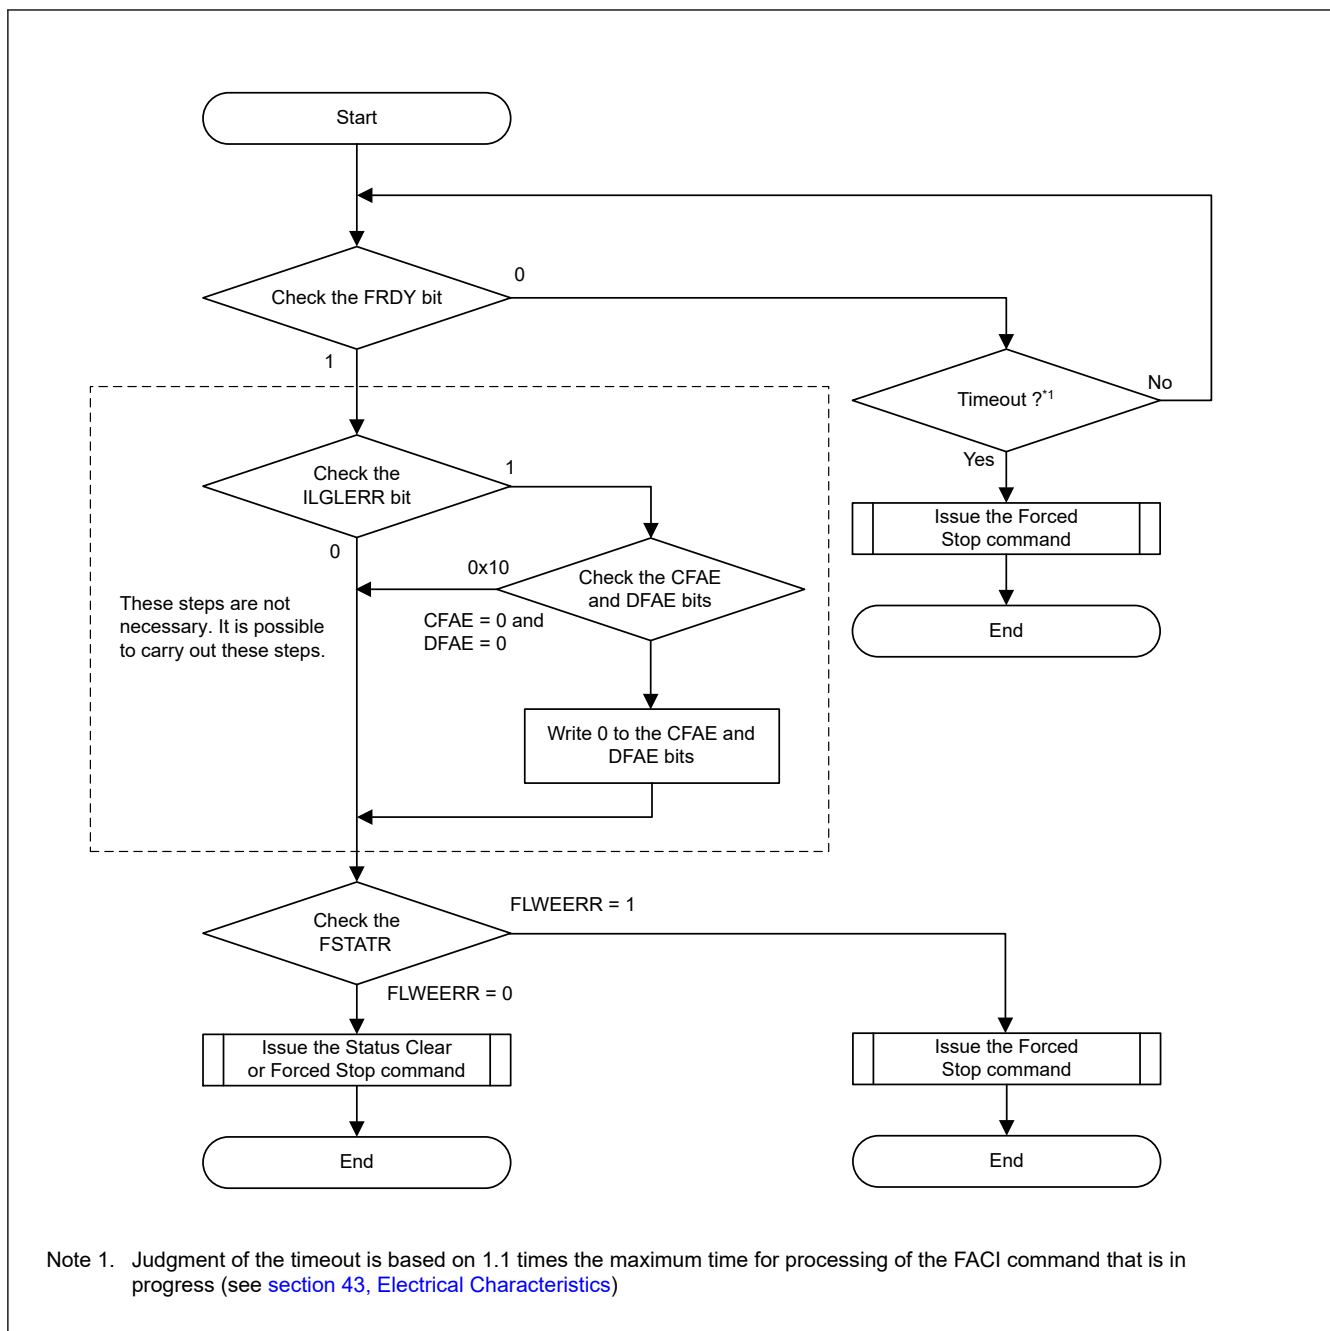 Start
Check the FRDY bit
0
1
Timeout ?*1
No
Yes
Issue the Forced
Stop command
End
Check the
ILGLERR bit
1
0
Check the CFAE
and DFAE bits
0x10
CFAE = 0 and
DFAE = 0
These steps are not
necessary. It is possible
to carry out these steps.
Write 0 to the CFAE and
DFAE bits
Check the
FSTATR
FLWEERR = 1
FLWEERR = 0
Issue the Status Clear
or Forced Stop command
End
Issue the Forced
Stop command
End
Note 1. Judgment of the timeout is based on 1.1 times the maximum time for processing of the FACI command that is in
progress (see section 43, Electrical Characteristics)